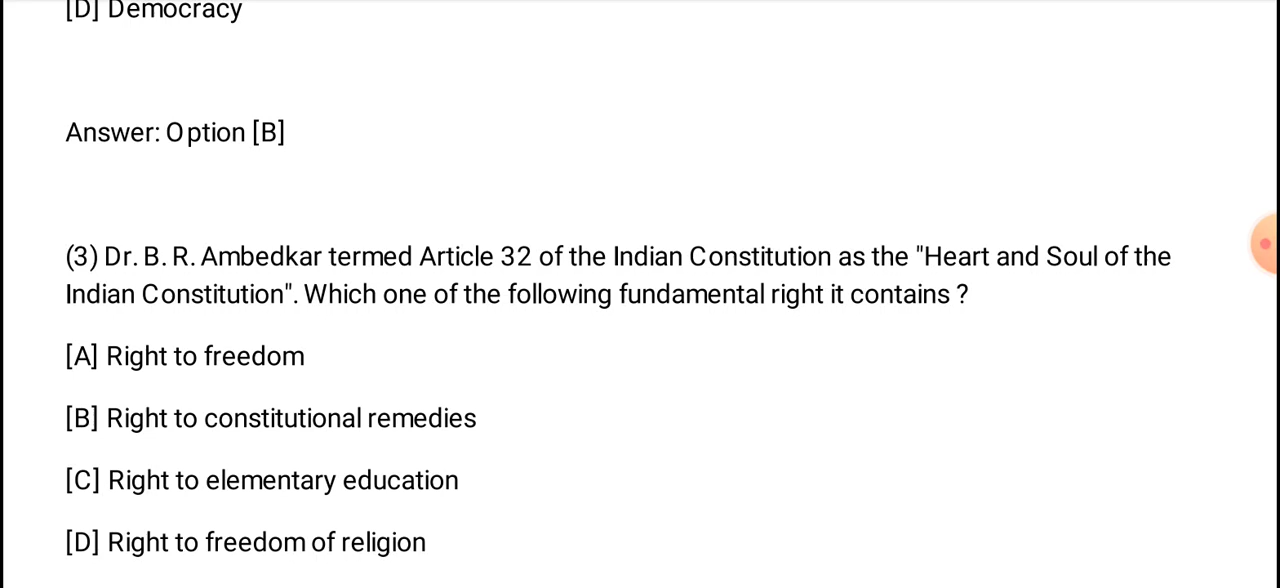 [D] Democracy
Answer: Option [B]
(3) Dr. B. R. Ambedkar termed Article 32 of the Indian Constitution as the "Heart and Soul of the
Indian Constitution". Which one of the following fundamental right it contains ?
[A] Right to freedom
[B] Right to constitutional remedies
[C] Right to elementary education
[D] Right to freedom of religion